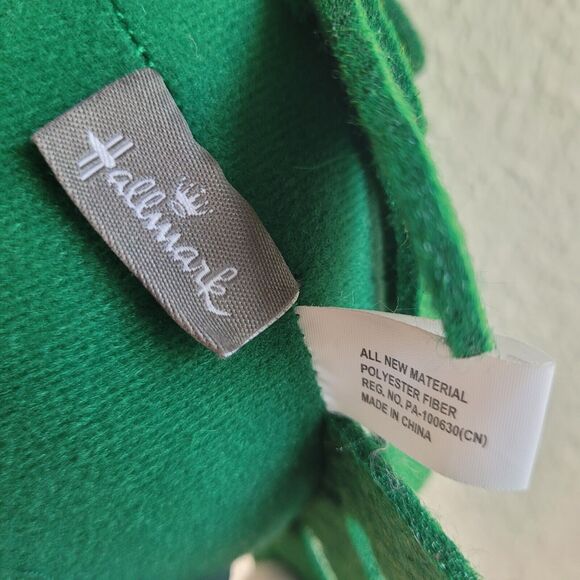 Hallmark
ALL NEW MATERIAL
POLYESTER FIBER
REG. NO. PA-100630(CN)
MADE IN CHINA